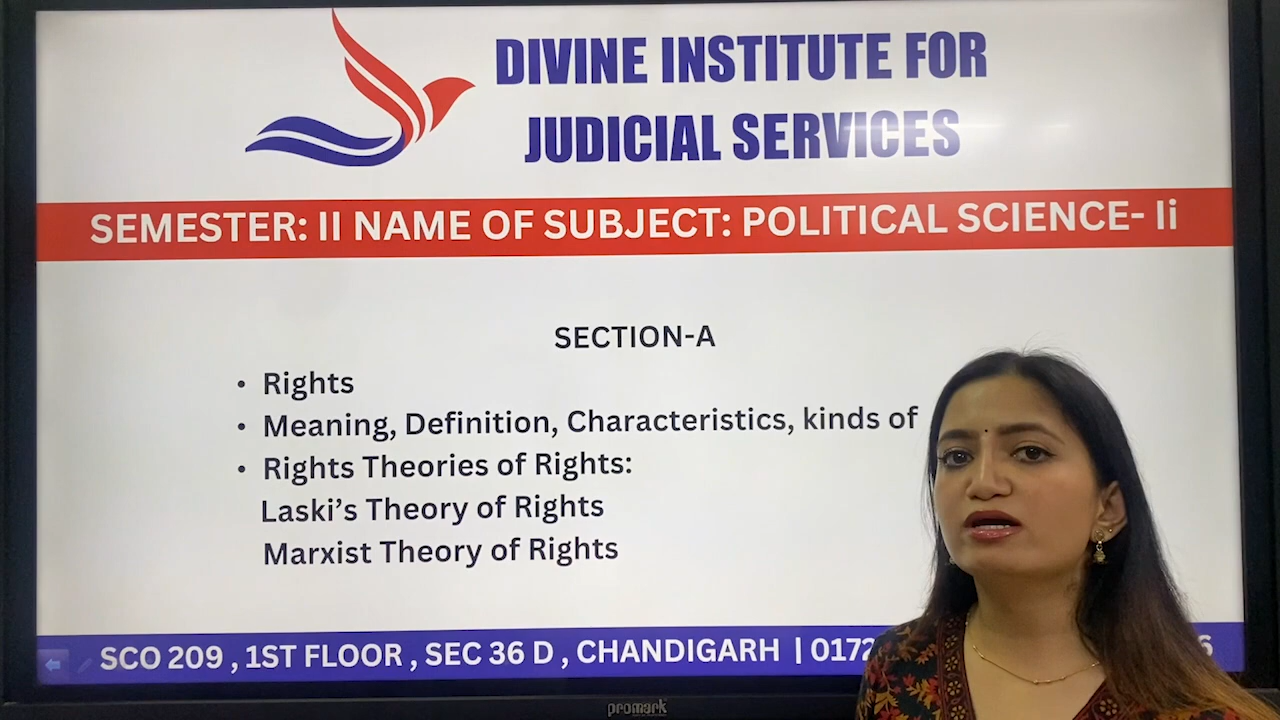 DIVINE INSTITUTE FOR
JUDICIAL SERVICES
SEMESTER: II NAME OF SUBJECT: POLITICAL SCIENCE- Ii
SECTION-A
• Rights
• Meaning, Definition, Characteristics, kinds of
• Rights Theories of Rights:
Laski's Theory of Rights
Marxist Theory of Rights
SCO 209 , 1ST FLOOR , SEC 36 D , CHANDIGARH | 0172
promark